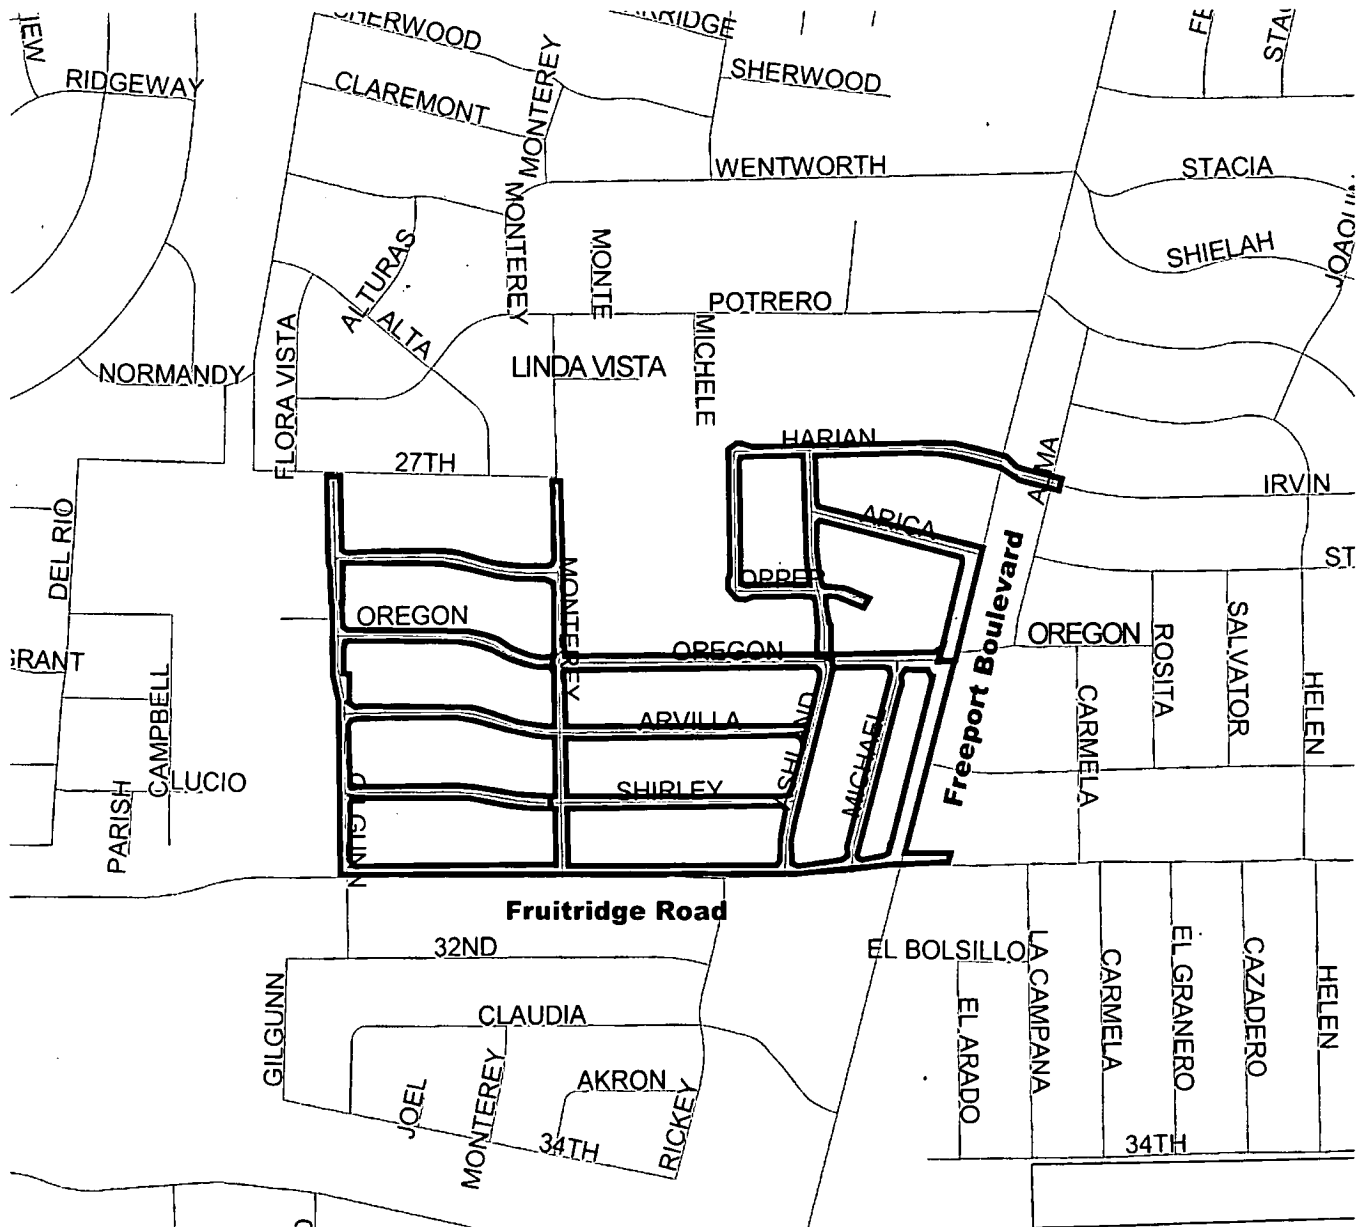 SHERWOOD
SHERWOOD
RIDGEWAY
CLAREMONT
MONTEREY
WENTWORTH
STACIA
MONTEREY
ALTURAS
MONTE
SHIELAH
POTRERO
ALTA
MICHELE
FLORA VISTA
LINDA VISTA
NORMANDY
27TH
HARIAN
IRVIN
ARICA
DEL RIO
MONTEREY
OREGON
OREGON
OREGON
Freeport Boulevard
ROSITA
SALVATOR
HELEN
CARMELA
CAMPBELL
ARVILLA
MICHAEL
LUCIO
SHIRLEY
PARISH
Fruitridge Road
32ND
EL BOLSILLO
LA CAMPANA
CARMELA
EL GRANERO
CAZADERO
HELEN
GILGUNN
CLAUDIA
EL ARADO
JOEL
MONTEREY
AKRON
RICKEY
34TH
34TH